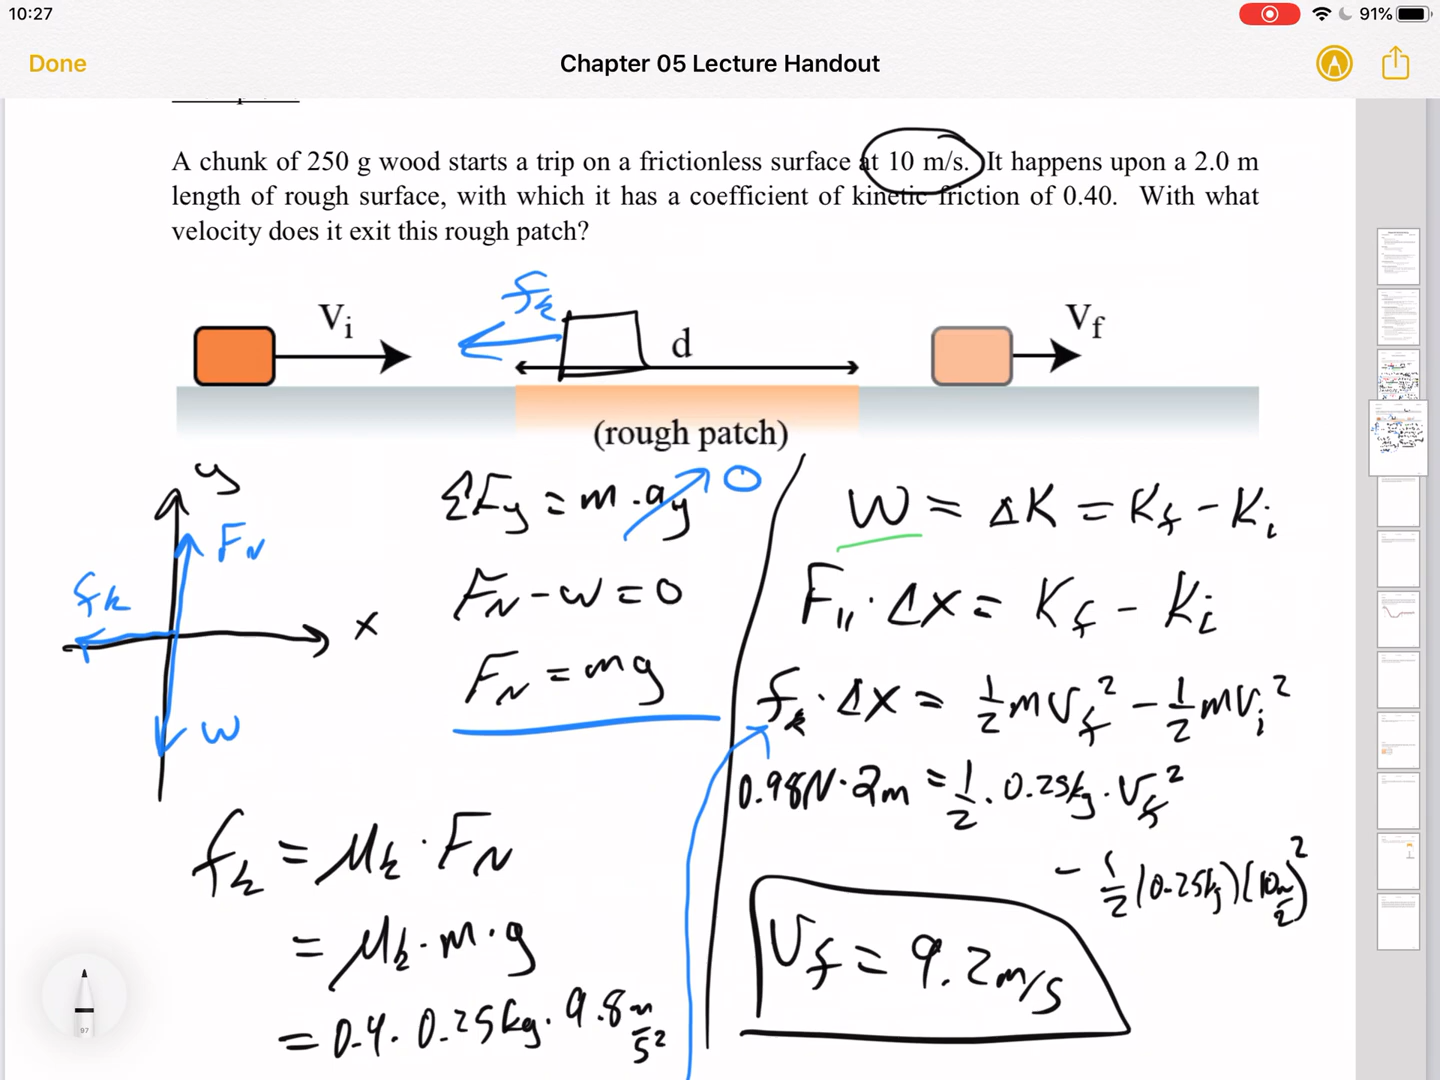 10:27
91%
Done
Chapter 05 Lecture Handout
A chunk of 250 g wood starts a trip on a frictionless surface at 10 m/s. It happens upon a 2.0 m
length of rough surface, with which it has a coefficient of kinetic friction of 0.40. With what
velocity does it exit this rough patch?
fk
Vi
d
Vf
(rough patch)
y
FN
fk
x
w
ΣFy = m·ay 0
FN - w = 0
FN = mg
fk = μk · FN
= μk · m · g
= 0.4 · 0.25kg · 9.8 m/s²
W = ΔK = Kf - Ki
F∥ · Δx = Kf - Ki
fk · Δx = 1/2 mvf² - 1/2 mvi²
0.98N · 2m = 1/2 · 0.25kg · Vf²
- 1/2 (0.25kg)(10m/s)²
Vf = 9.2m/s
97